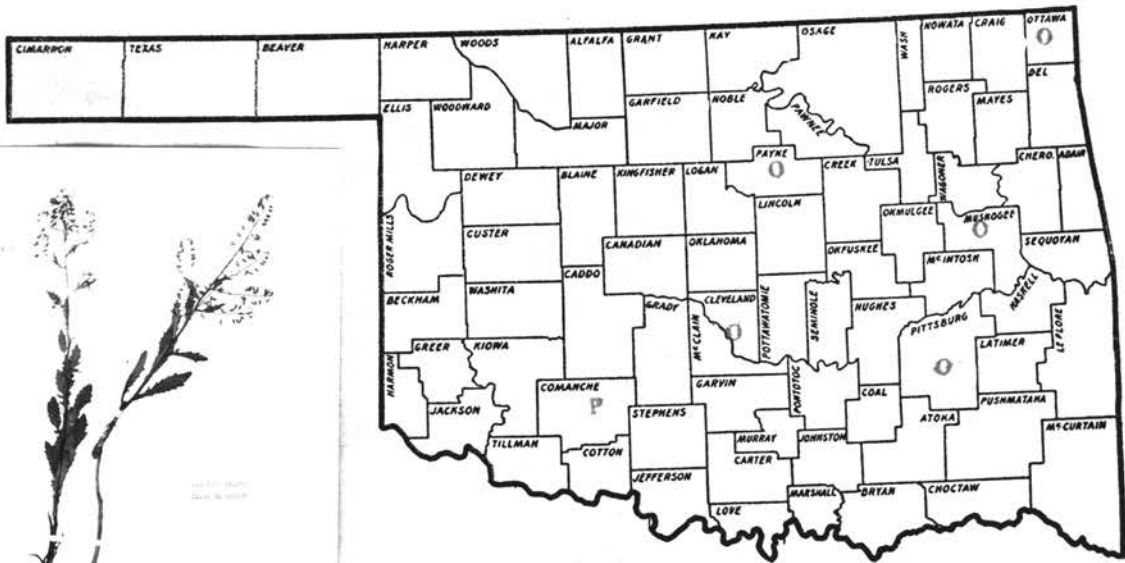 CIMARRON TEXAS BEAVER HARPER WOODS ALFALFA GRANT KAY OSAGE WASH NOWATA CRAIG OTTAWA
O
DEL
ELLIS WOODWARD GARFIELD NOBLE ROGERS MAYES
MAJOR PAWNEE
PAYNE
O
DEWEY BLAINE KINGFISHER LOGAN CREEK TULSA WAGONER CHERO. ADAIR
LINCOLN
ROGER MILLS CUSTER OKMULGEE MUSKOGEE
O
CANADIAN OKLAHOMA OKFUSKEE SEQUOYAH
McINTOSH
BECKHAM WASHITA CADDO GRADY McCLAIN CLEVELAND POTTAWATOMIE SEMINOLE HUGHES PITTSBURG HASKELL LE FLORE
O
GREER KIOWA LATIMER
HARMON O
COMANCHE GARVIN PONTOTOC COAL
P
JACKSON STEPHENS PUSHMATAHA
ATOKA McCURTAIN
TILLMAN COTTON MURRAY JOHNSTON
CARTER
JEFFERSON MARSHALL BRYAN CHOCTAW
LOVE